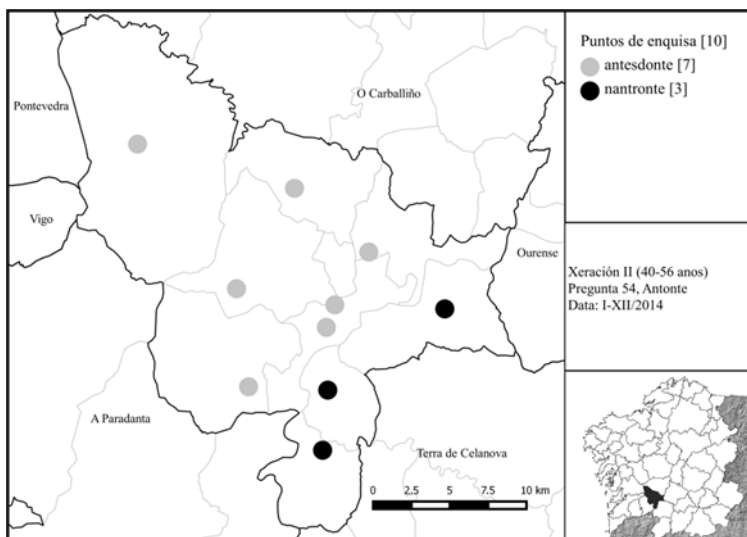 Puntos de enquisa [10]
antesdonte [7]
nantronte [3]
O Carballiño
Pontevedra
Vigo
Ourense
Xeración II (40-56 anos)
Pregunta 54, Antonte
Data: I-XII/2014
A Paradanta
Terra de Celanova
0 2.5 5 7.5 10 km